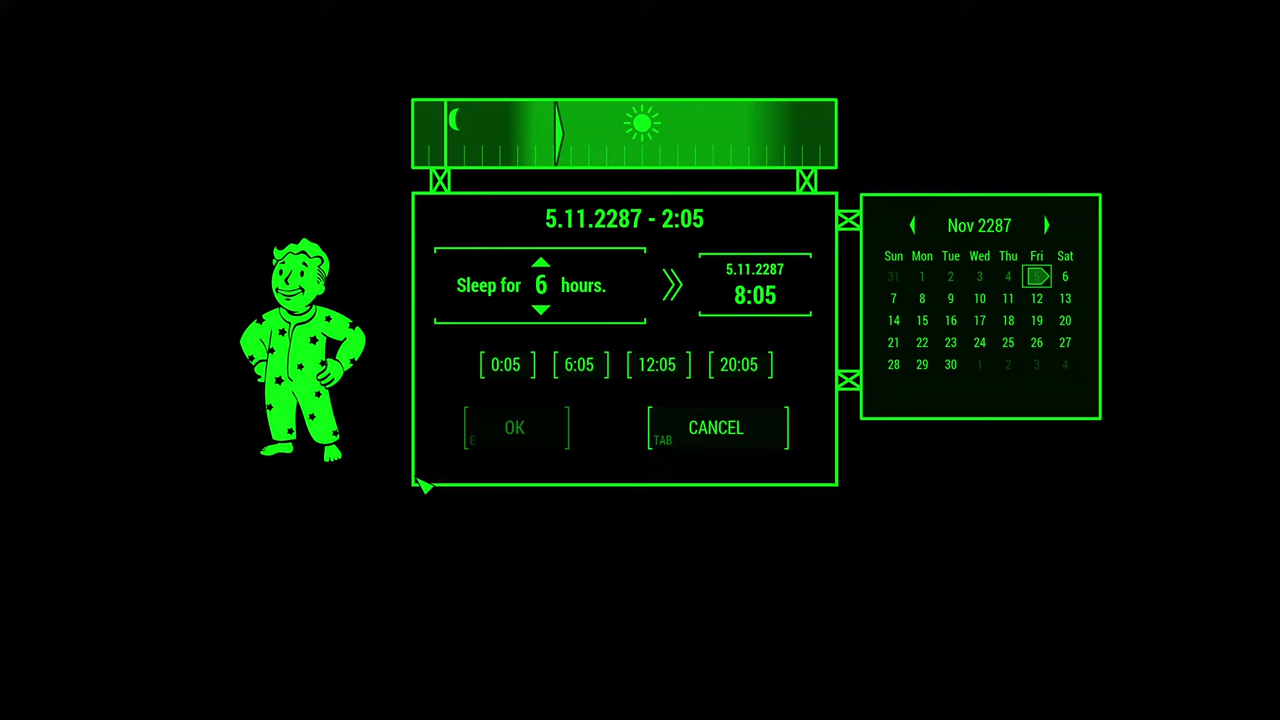 5.11.2287 - 2:05
Sleep for 6 hours.
5.11.2287
8:05
[ 0:05 ] [ 6:05 ] [ 12:05 ] [ 20:05 ]
E OK
TAB CANCEL
Nov 2287
Sun Mon Tue Wed Thu Fri Sat
31 1 2 3 4 5 6
7 8 9 10 11 12 13
14 15 16 17 18 19 20
21 22 23 24 25 26 27
28 29 30 1 2 3 4